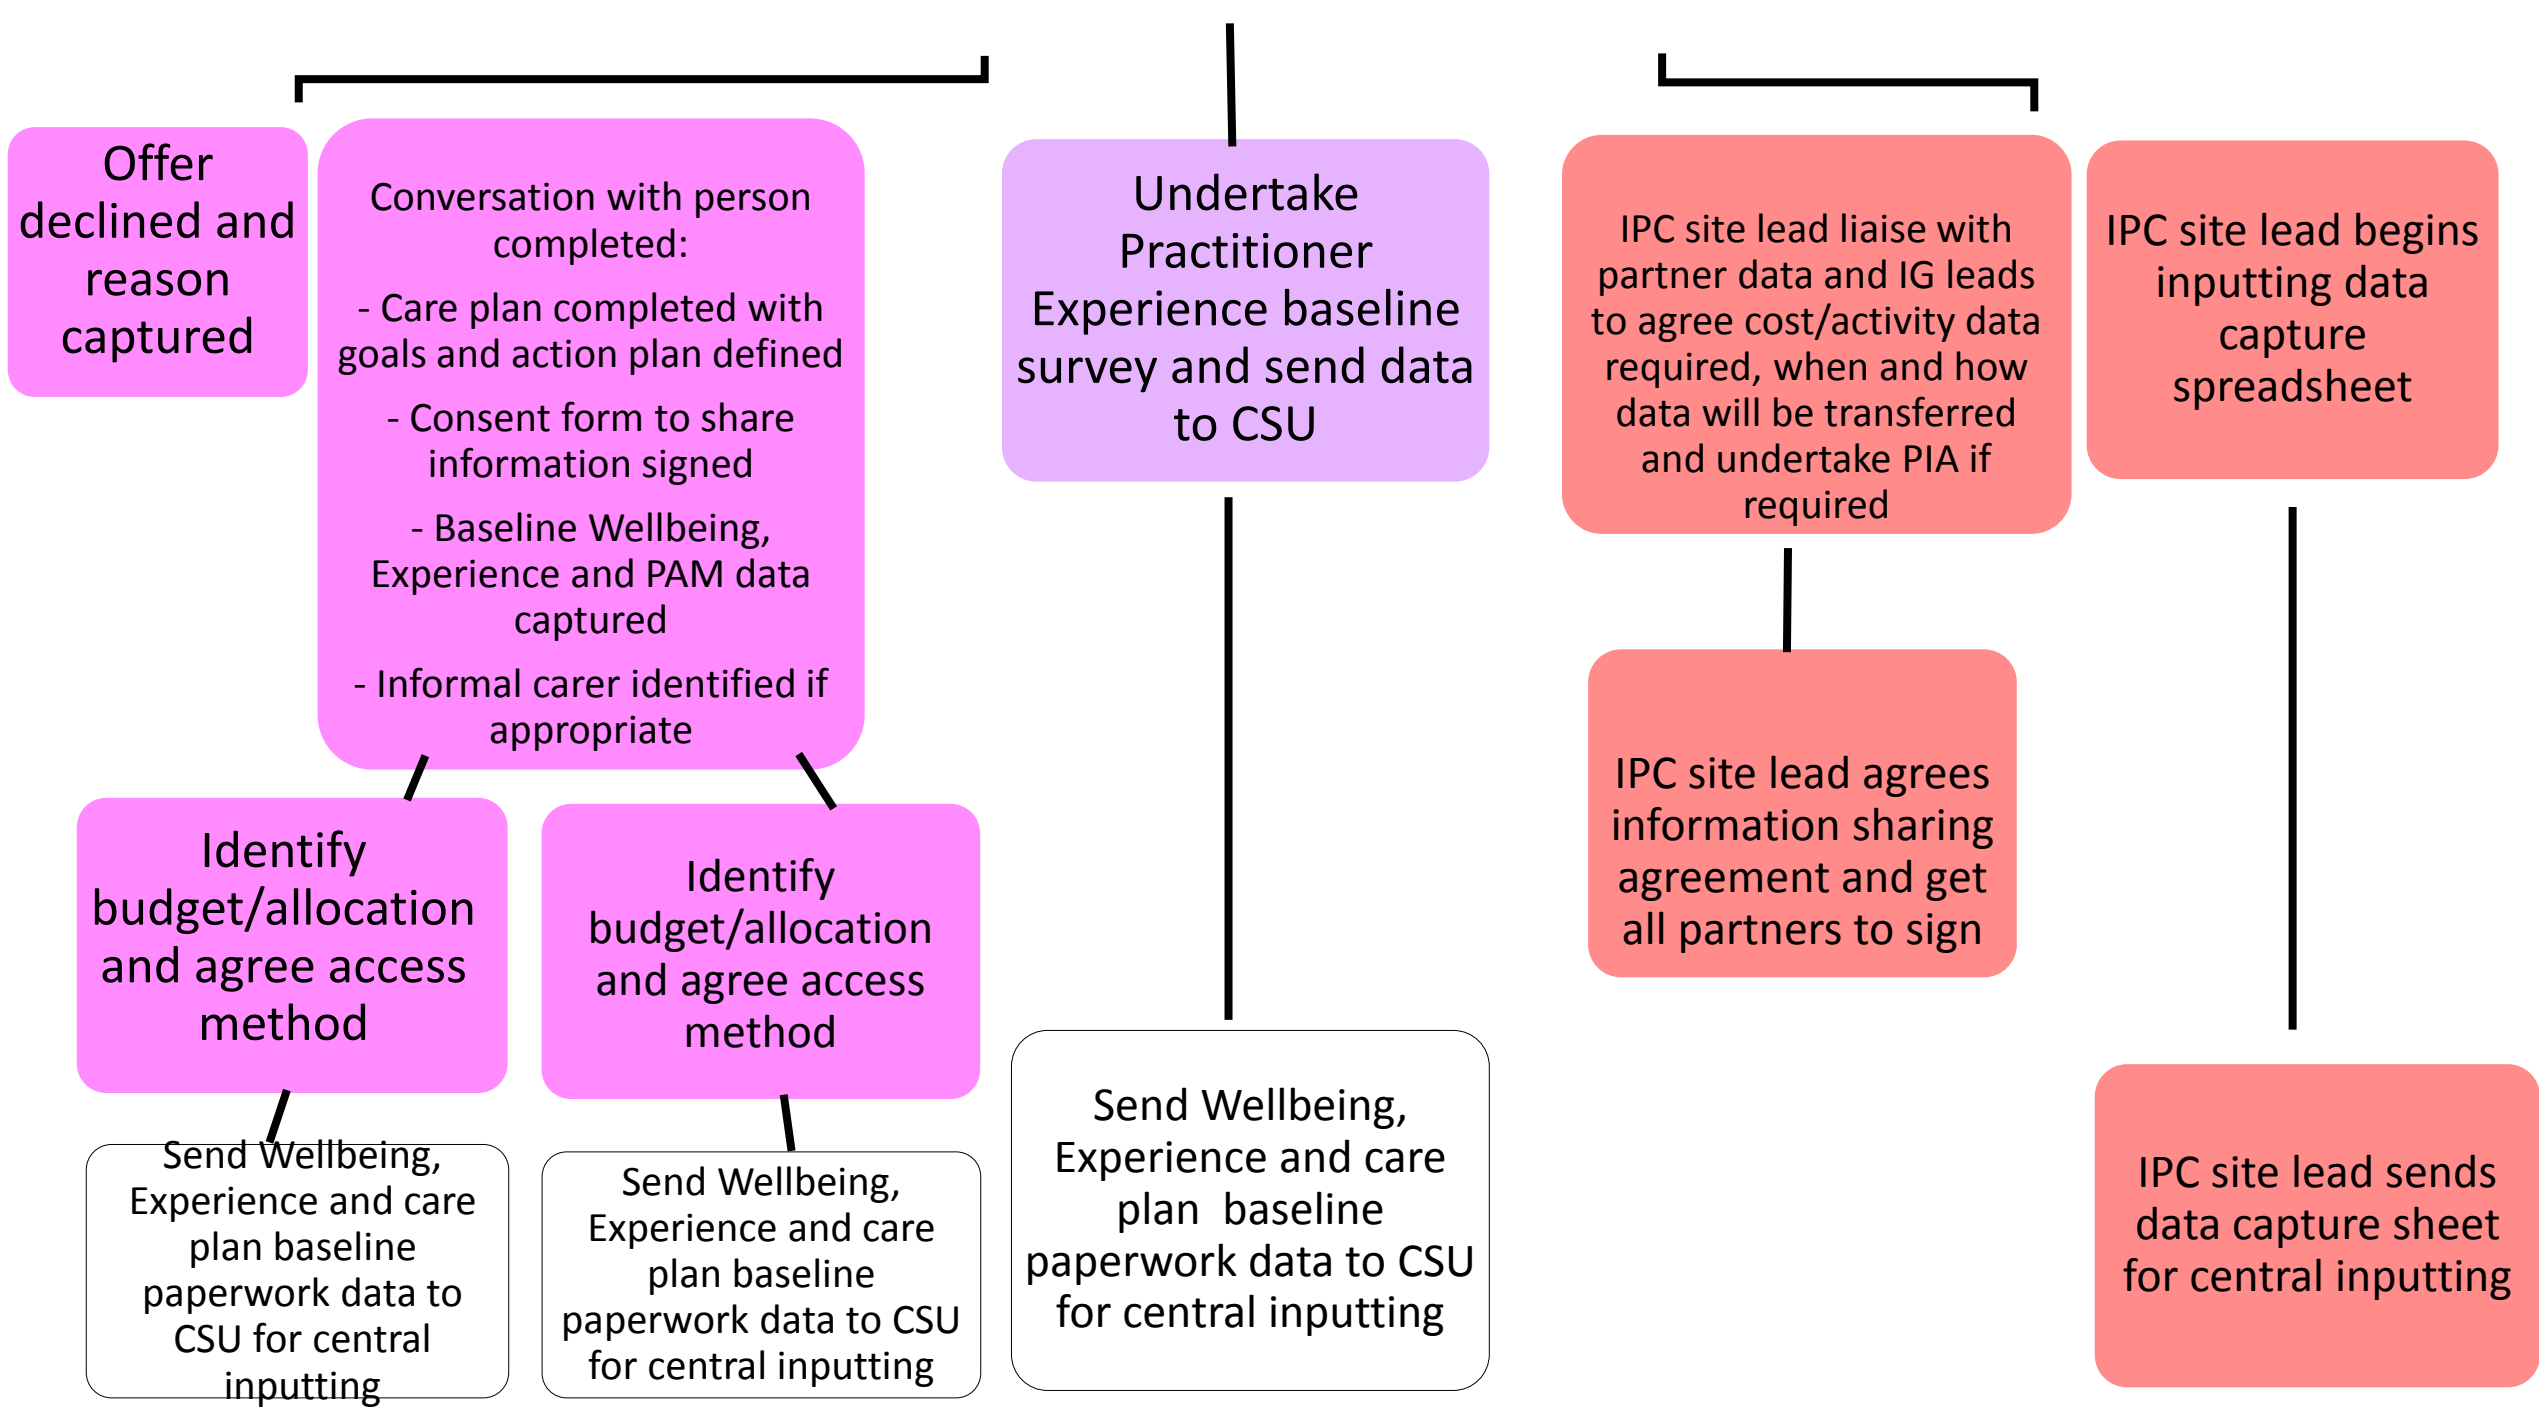 Offer
declined and
reason
captured
Conversation with person
completed:
- Care plan completed with
goals and action plan defined
- Consent form to share
information signed
- Baseline Wellbeing,
Experience and PAM data
captured
- Informal carer identified if
appropriate
Undertake
Practitioner
Experience baseline
survey and send data
to CSU
IPC site lead liaise with
partner data and IG leads
to agree cost/activity data
required, when and how
data will be transferred
and undertake PIA if
required
IPC site lead begins
inputting data
capture
spreadsheet
Identify
budget/allocation
and agree access
method
Identify
budget/allocation
and agree access
method
IPC site lead agrees
information sharing
agreement and get
all partners to sign
Send Wellbeing,
Experience and care
plan baseline
paperwork data to
CSU for central
inputting
Send Wellbeing,
Experience and care
plan baseline
paperwork data to CSU
for central inputting
Send Wellbeing,
Experience and care
plan  baseline
paperwork data to CSU
for central inputting
IPC site lead sends
data capture sheet
for central inputting